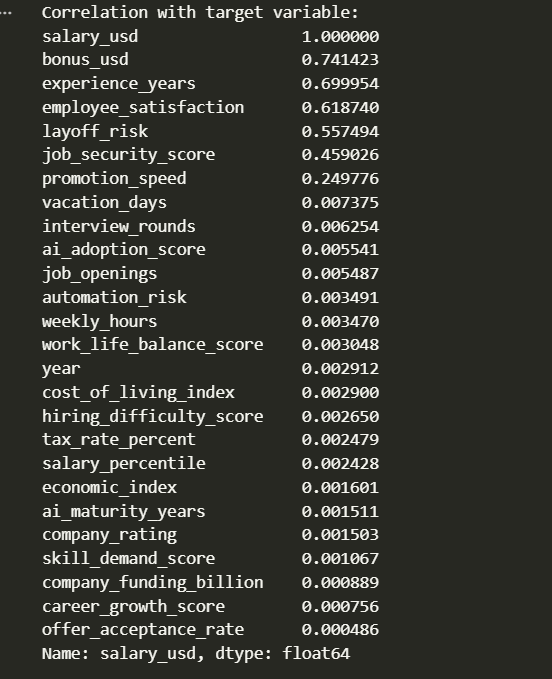 Correlation with target variable:
salary_usd 1.000000
bonus_usd 0.741423
experience_years 0.699954
employee_satisfaction 0.618740
layoff_risk 0.557494
job_security_score 0.459026
promotion_speed 0.249776
vacation_days 0.007375
interview_rounds 0.006254
ai_adoption_score 0.005541
job_openings 0.005487
automation_risk 0.003491
weekly_hours 0.003470
work_life_balance_score 0.003048
year 0.002912
cost_of_living_index 0.002900
hiring_difficulty_score 0.002650
tax_rate_percent 0.002479
salary_percentile 0.002428
economic_index 0.001601
ai_maturity_years 0.001511
company_rating 0.001503
skill_demand_score 0.001067
company_funding_billion 0.000889
career_growth_score 0.000756
offer_acceptance_rate 0.000486
Name: salary_usd, dtype: float64